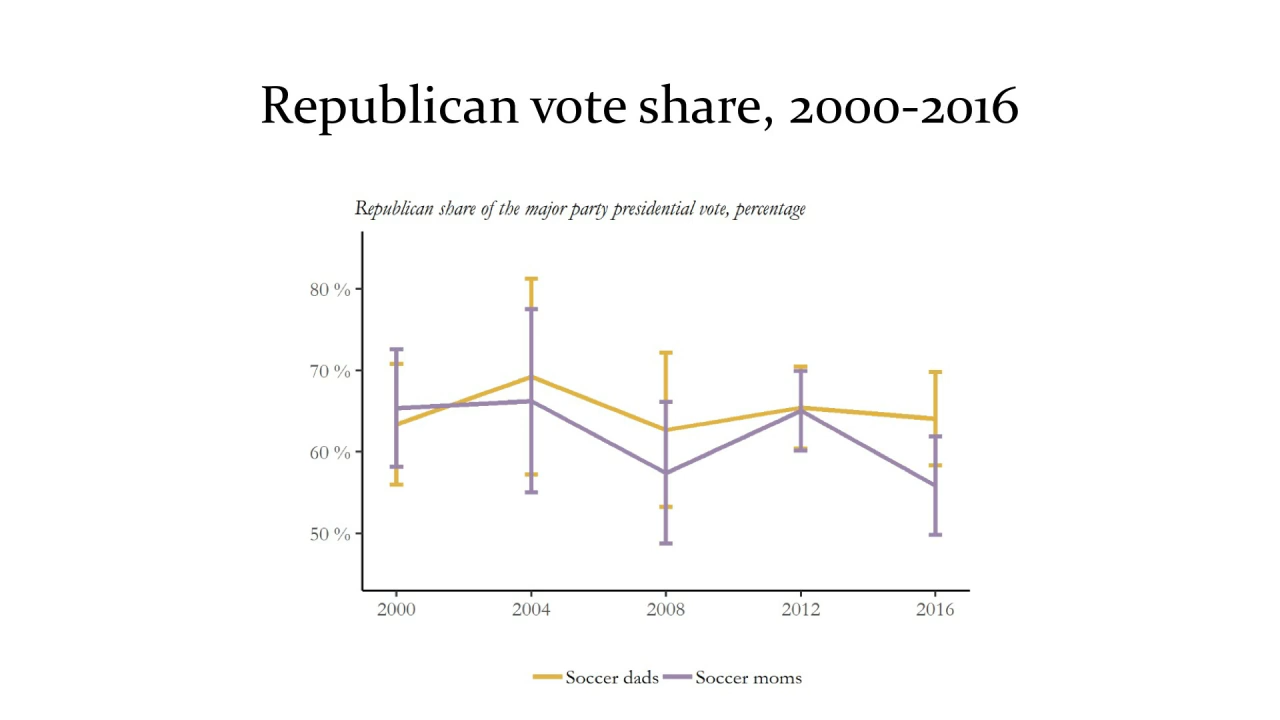 Republican vote share, 2000-2016
Republican share of the major party presidential vote, percentage
80 %
70 %
60 %
50 %
2000 2004 2008 2012 2016
Soccer dads Soccer moms